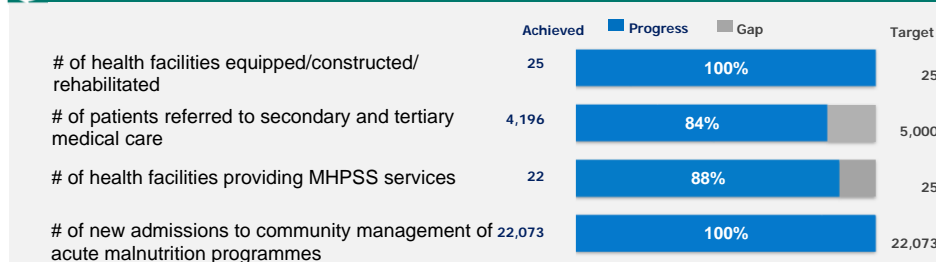 Achieved Progress Gap Target
# of health facilities equipped/constructed/
rehabilitated
25 100% 25
# of patients referred to secondary and tertiary
medical care
4,196 84% 5,000
# of health facilities providing MHPSS services 22 88% 25
# of new admissions to community management of
acute malnutrition programmes
22,073 100% 22,073